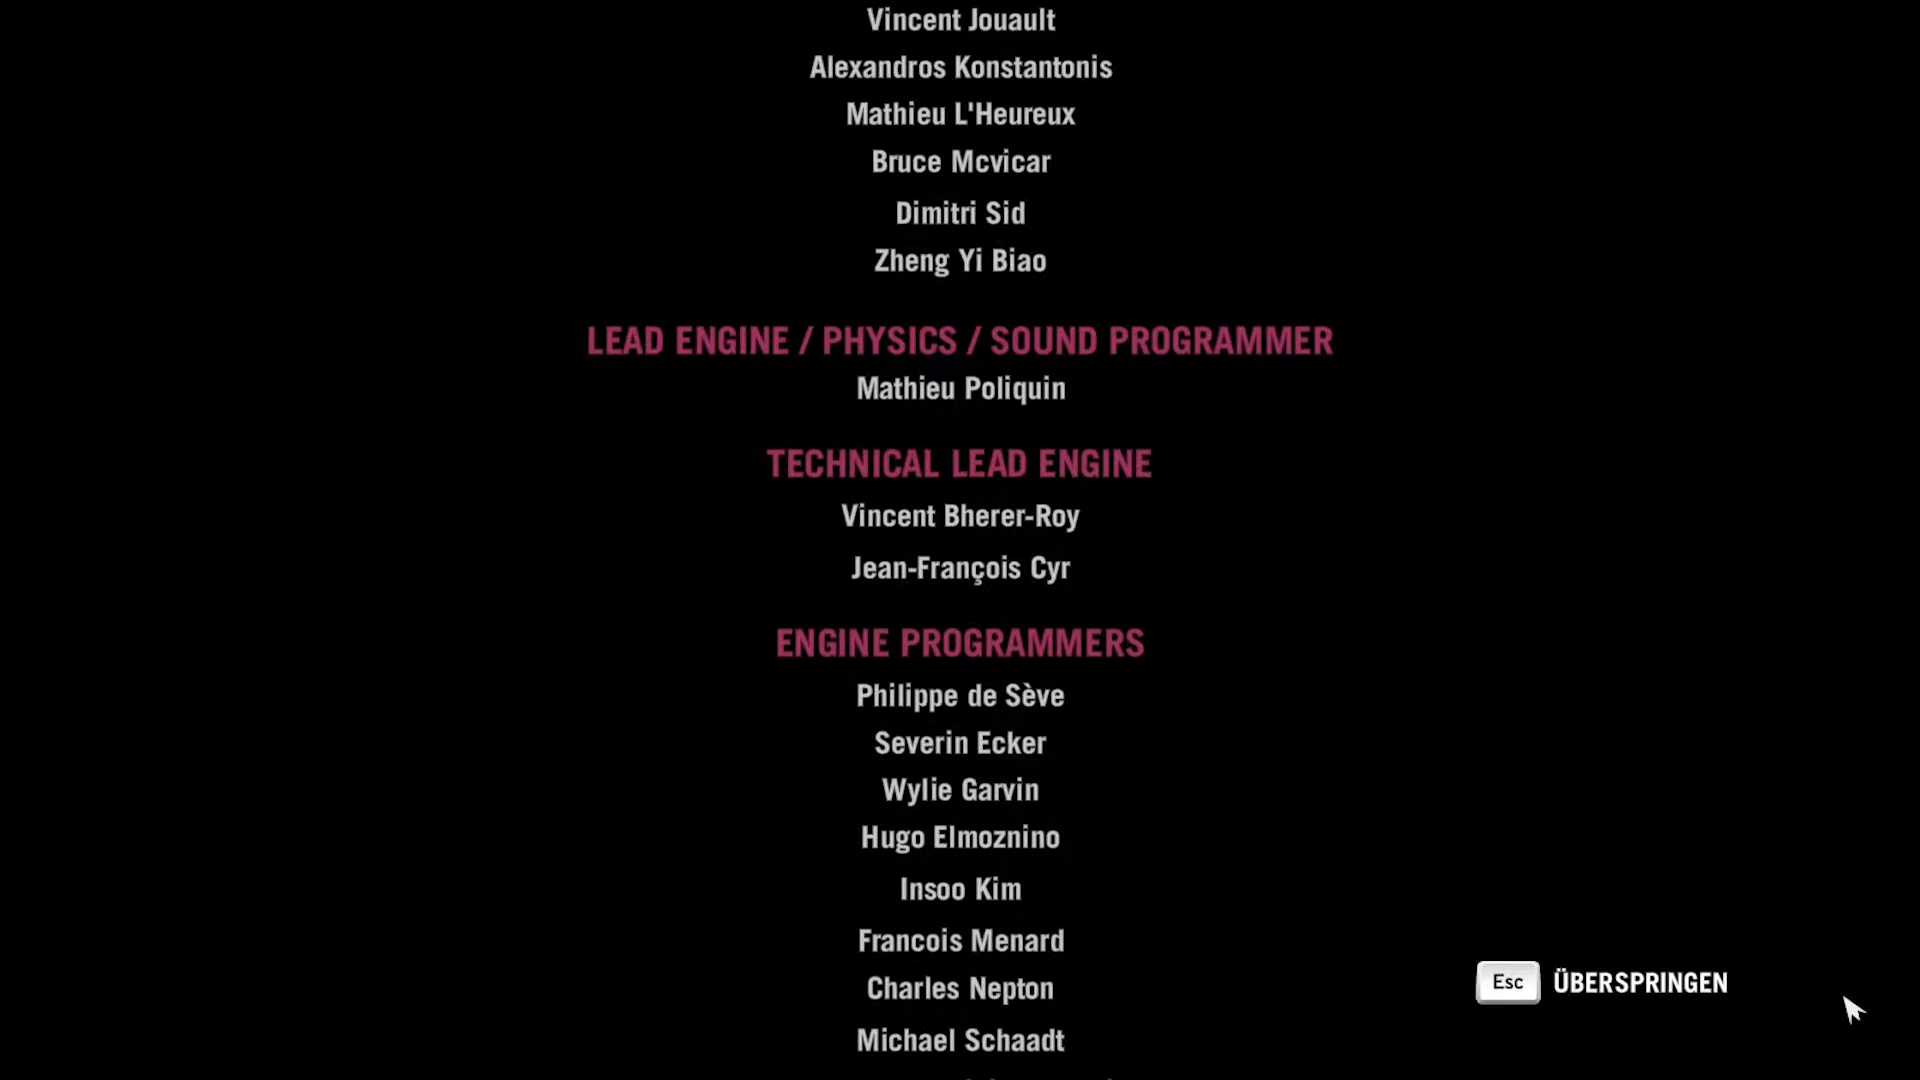 Vincent Jouault
Alexandros Konstantonis
Mathieu L'Heureux
Bruce Mcvicar
Dimitri Sid
Zheng Yi Biao
LEAD ENGINE / PHYSICS / SOUND PROGRAMMER
Mathieu Poliquin
TECHNICAL LEAD ENGINE
Vincent Bherer-Roy
Jean-François Cyr
ENGINE PROGRAMMERS
Philippe de Sève
Severin Ecker
Wylie Garvin
Hugo Elmoznino
Insoo Kim
Francois Menard
Charles Nepton
Michael Schaadt
Esc ÜBERSPRINGEN